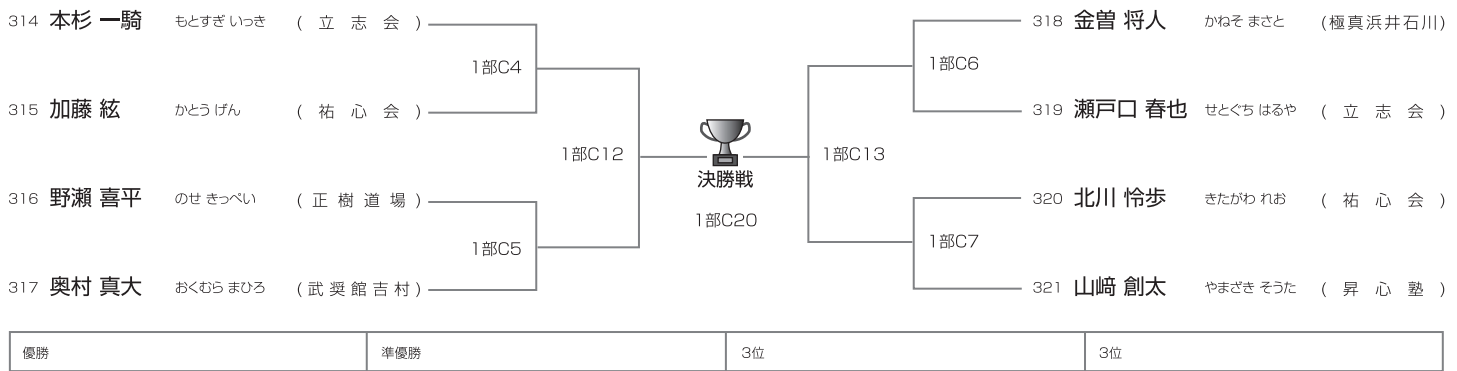 314 本杉 一騎 もとすぎ いっき (立志会)
1部C4
315 加藤 絃 かとう げん (祐心会)
1部C12
316 野瀬 喜平 のせ きっぺい (正樹道場)
1部C5
317 奥村 真大 おくむら まひろ (武奨館吉村)
決勝戦
1部C20
318 金曽 将人 かねそ まさと (極真浜井石川)
1部C6
319 瀬戸口 春也 せとぐち はるや (立志会)
1部C13
320 北川 怜歩 きたがわ れお (祐心会)
1部C7
321 山﨑 創太 やまざき そうた (昇心塾)
優勝 準優勝 3位 3位